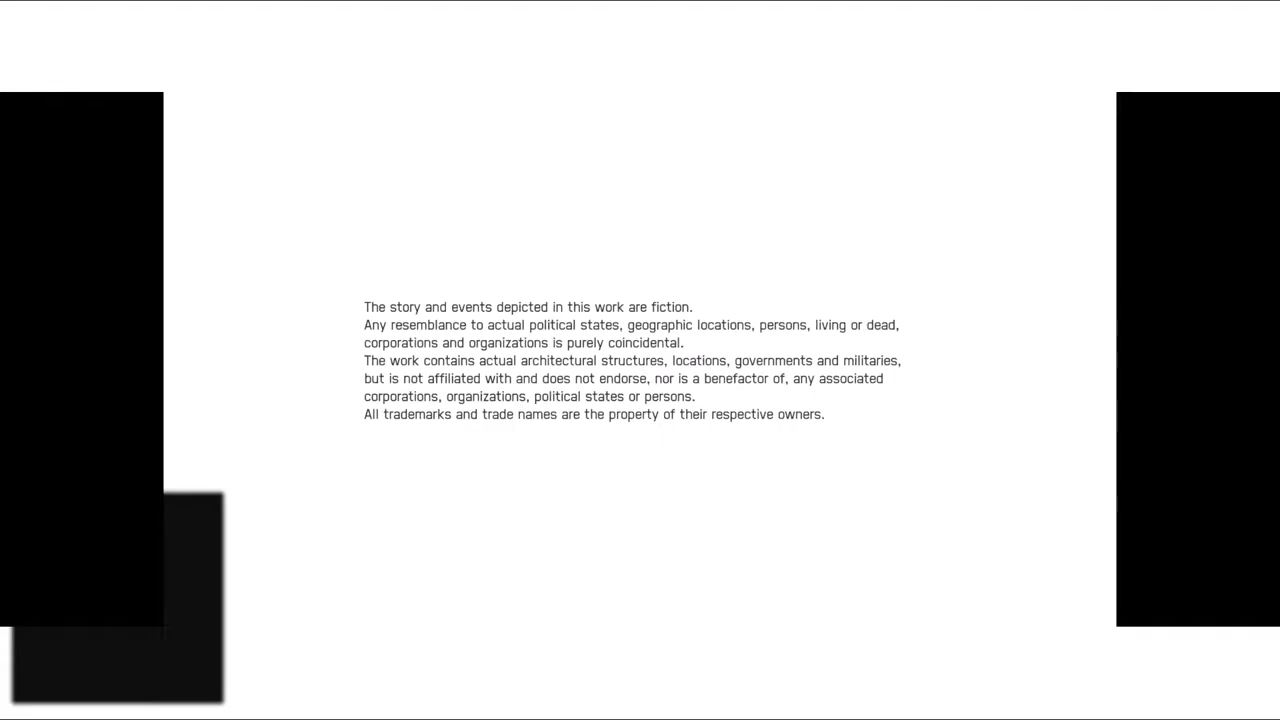 The story and events depicted in this work are fiction.
Any resemblance to actual political states, geographic locations, persons, living or dead,
corporations and organizations is purely coincidental.
The work contains actual architectural structures, locations, governments and militaries,
but is not affiliated with and does not endorse, nor is a benefactor of, any associated
corporations, organizations, political states or persons.
All trademarks and trade names are the property of their respective owners.